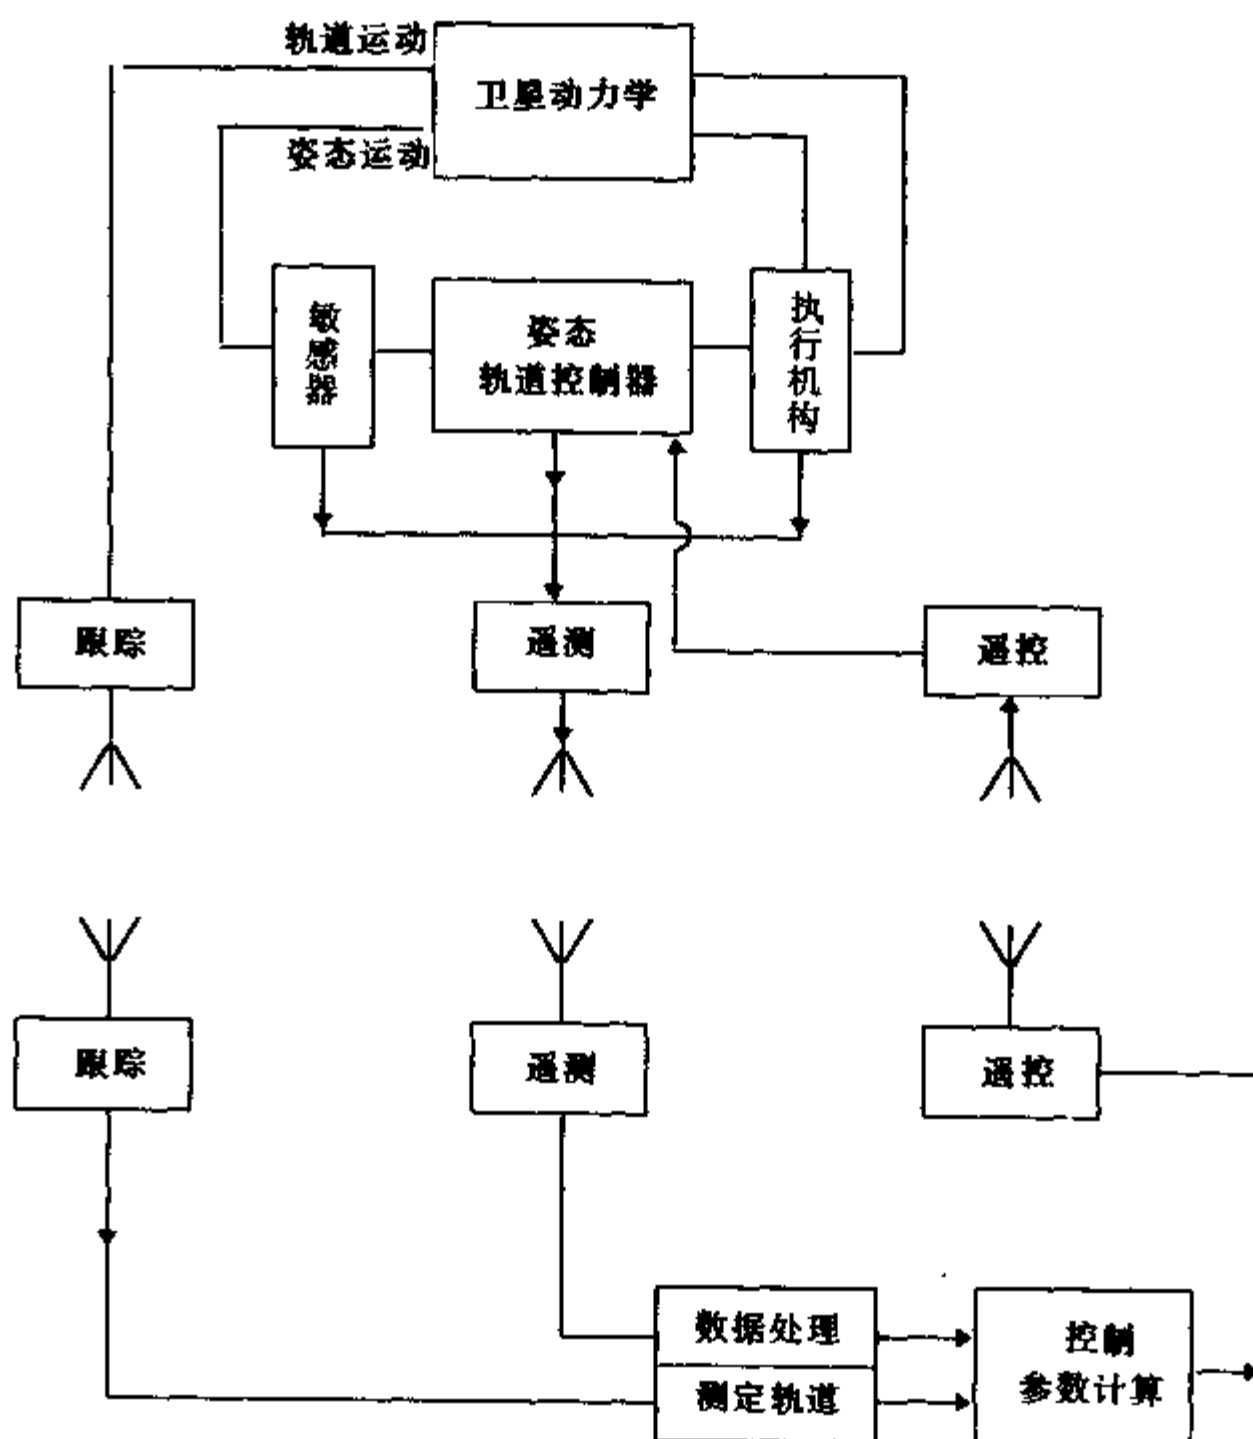 轨道运动
卫星动力学
姿态运动
敏感器
姿态
轨道控制器
执行机构
跟踪
遥测
遥控
跟踪
遥测
遥控
数据处理
测定轨道
控制
参数计算